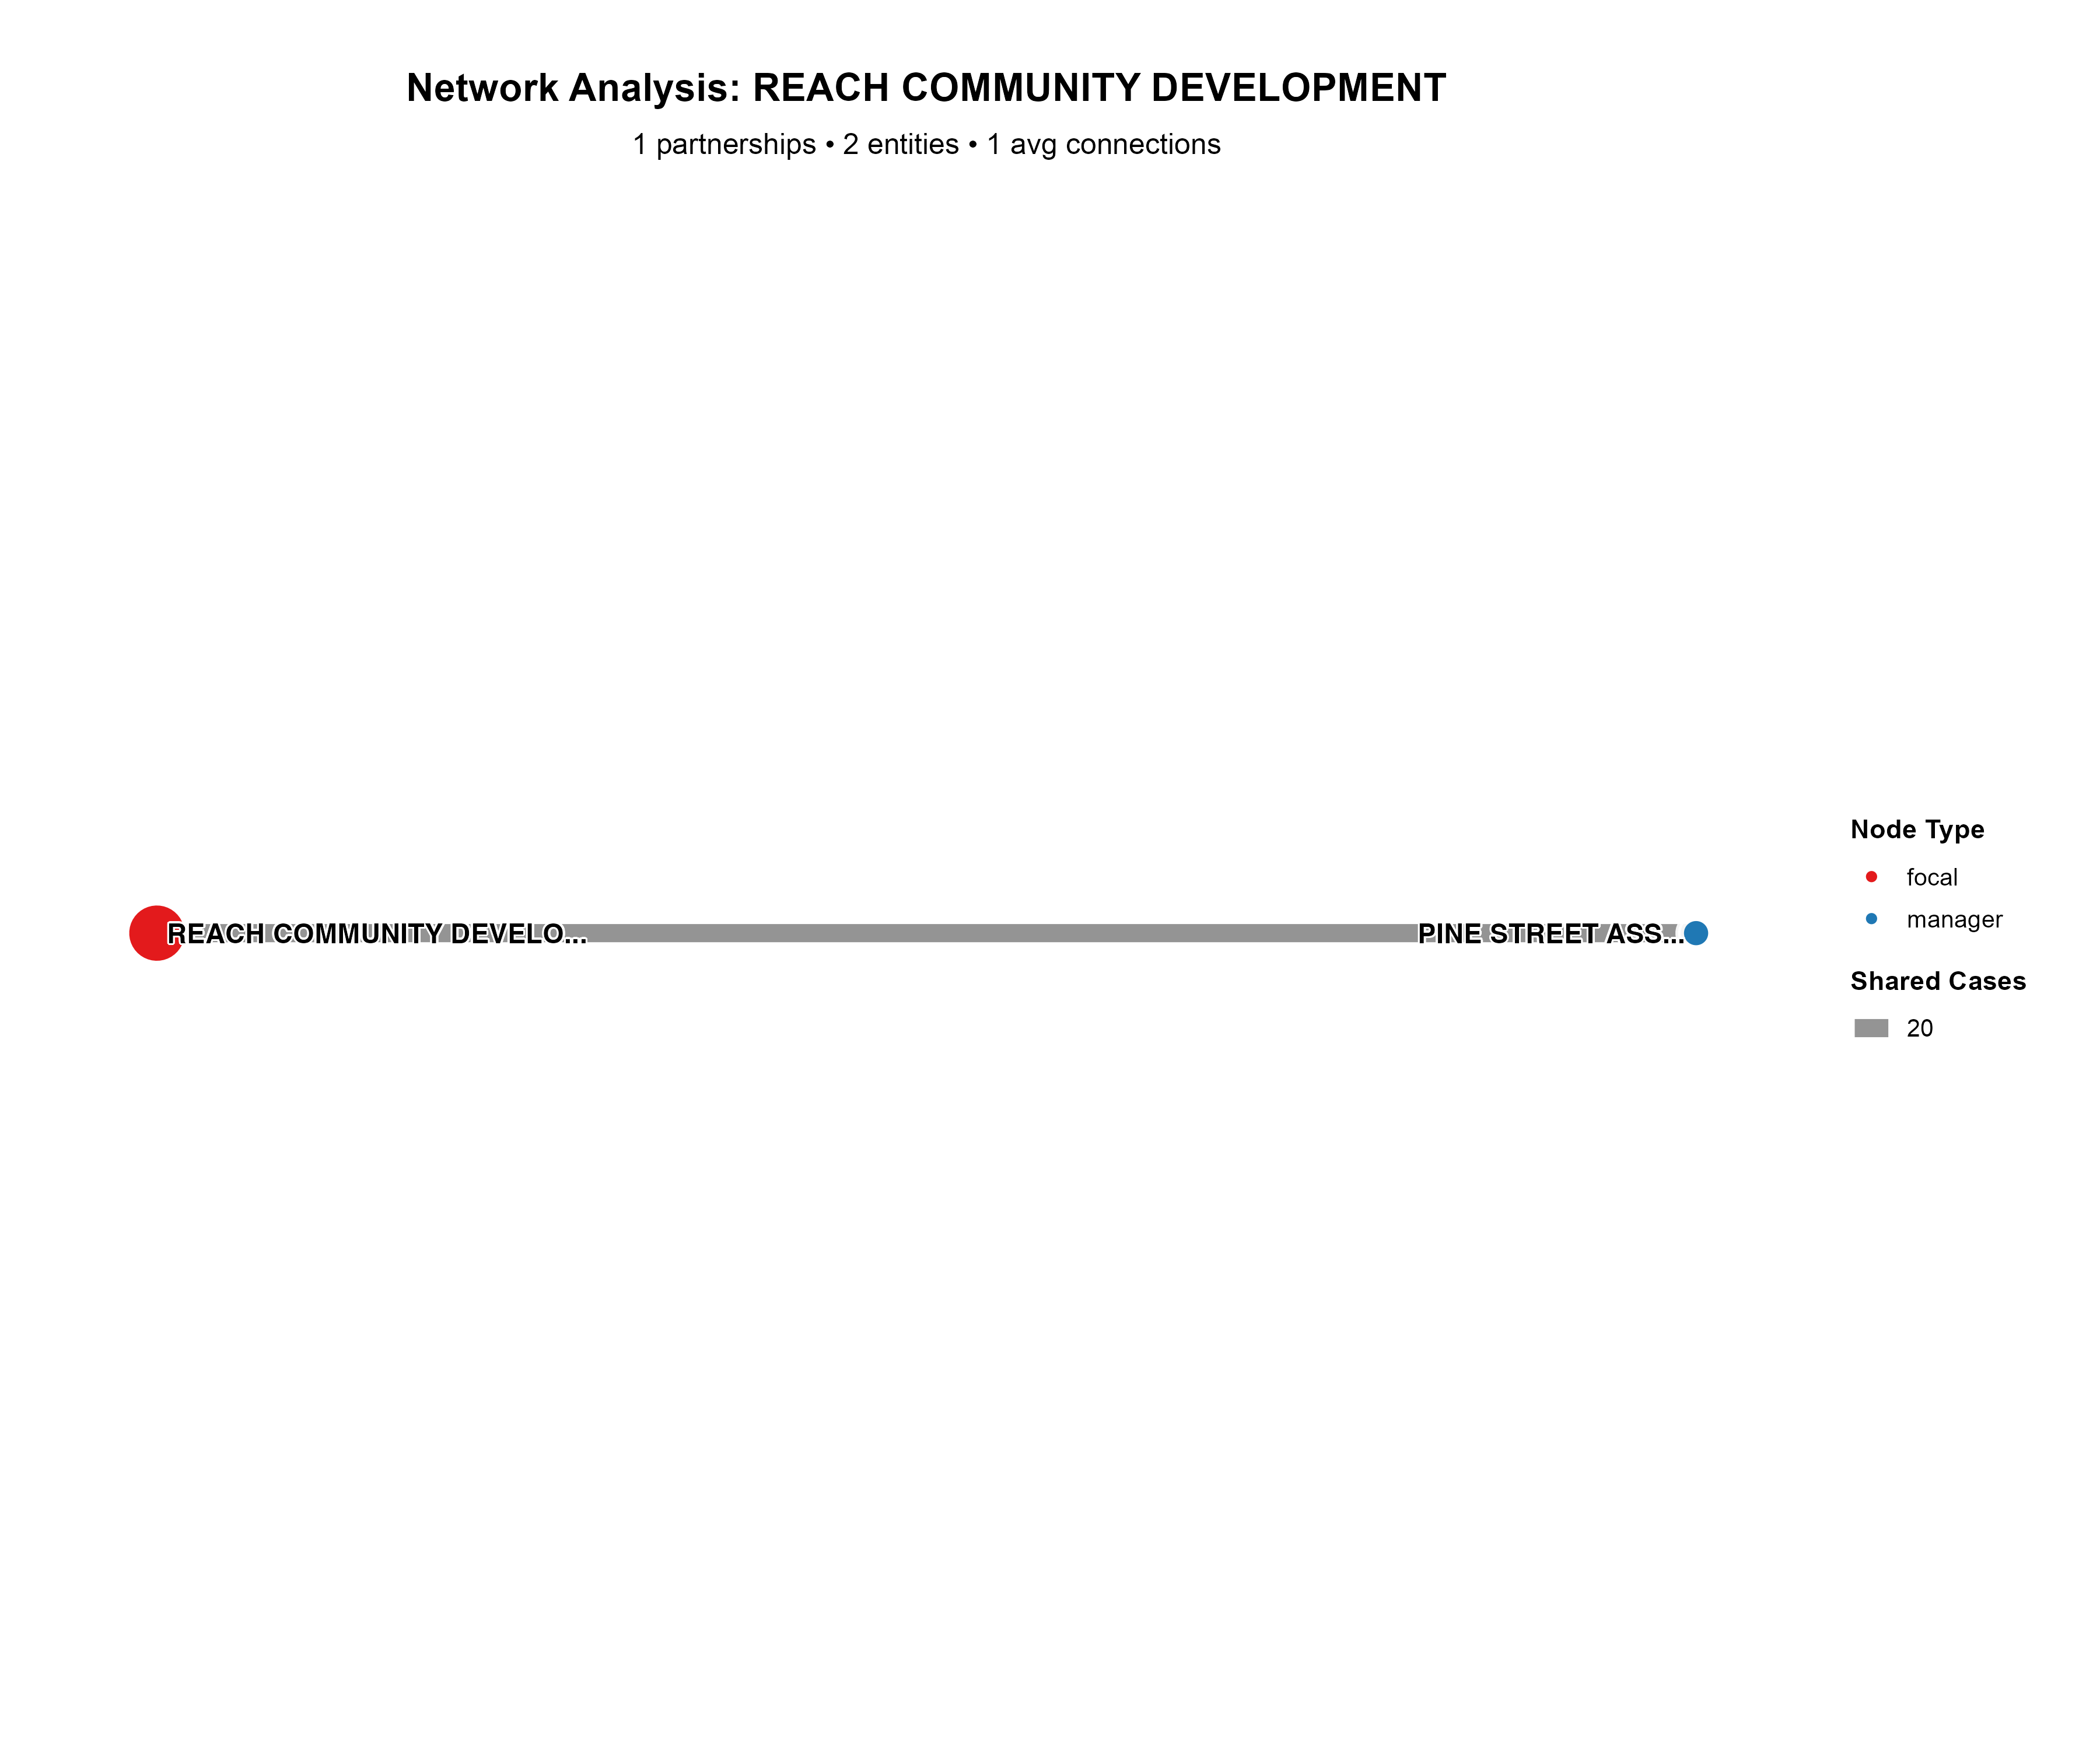 Network Analysis: REACH COMMUNITY DEVELOPMENT
1 partnerships • 2 entities • 1 avg connections
REACH COMMUNITY DEVELO...
PINE STREET ASS...
Node Type
focal
manager
Shared Cases
20